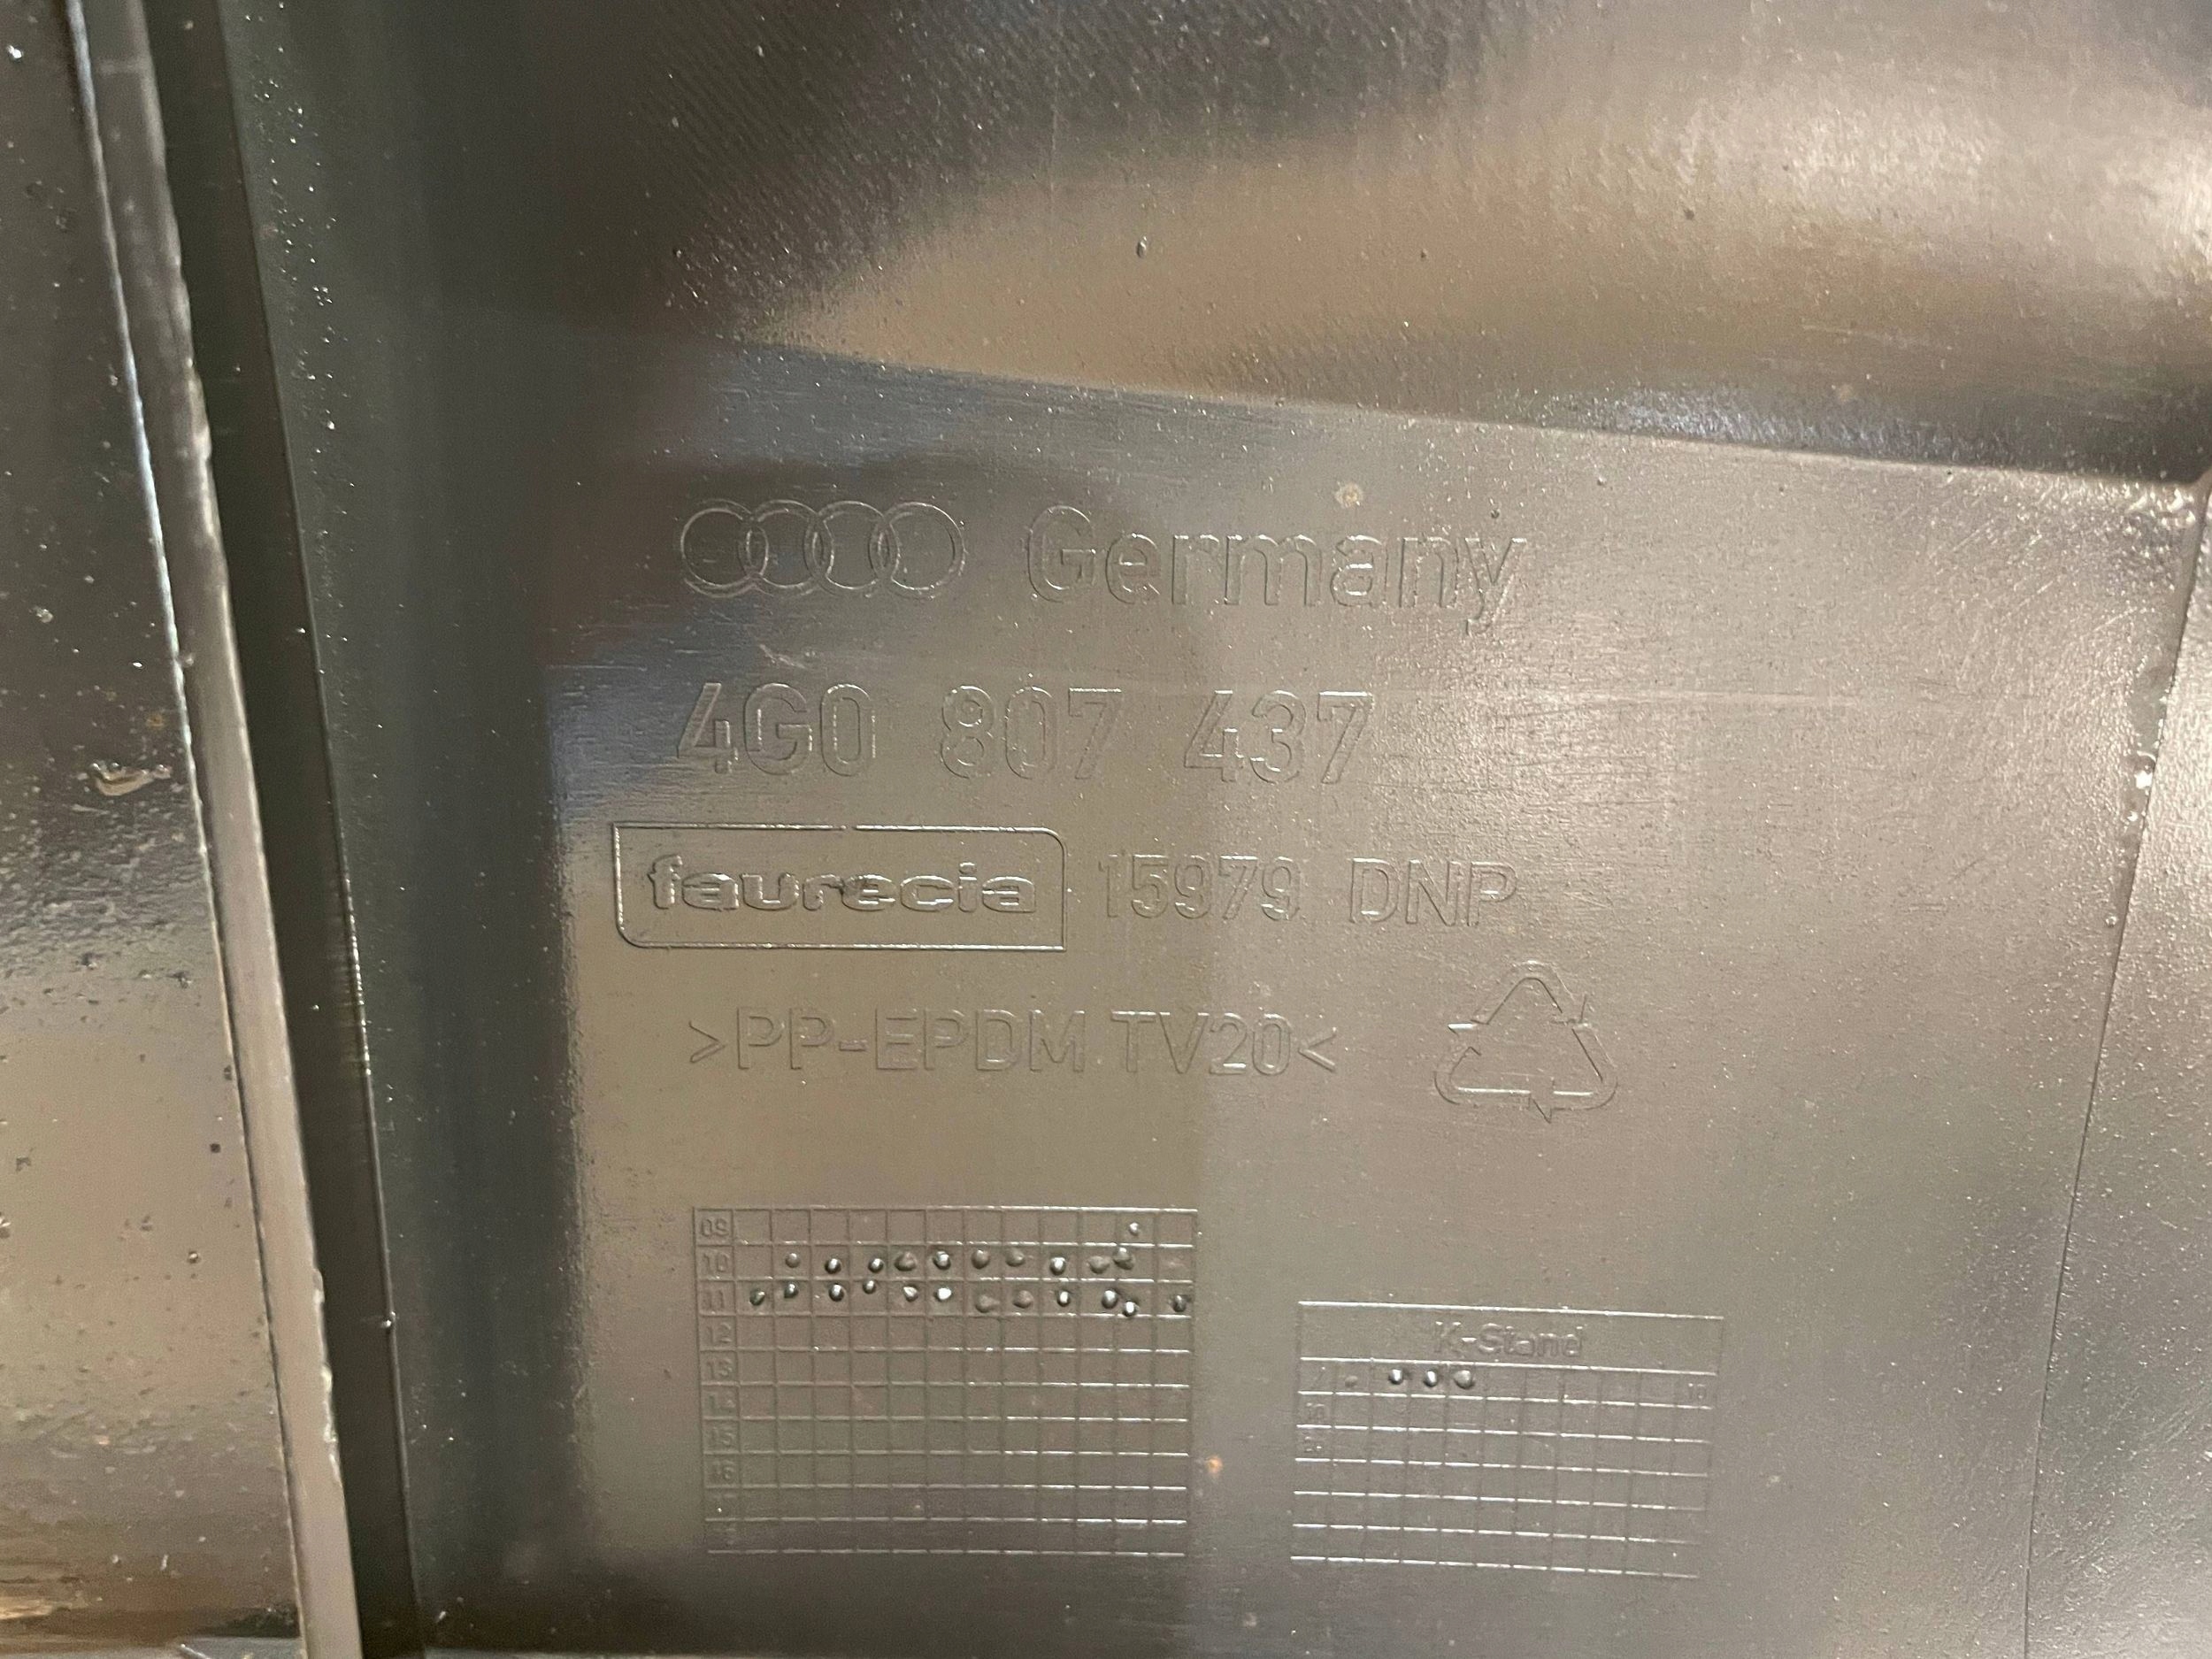 Germany
4G0 807 437
faurecia 15979 DNP
>PP-EPDM TV20<
09
10
11
12
13
14
15
16
K-Stand
10